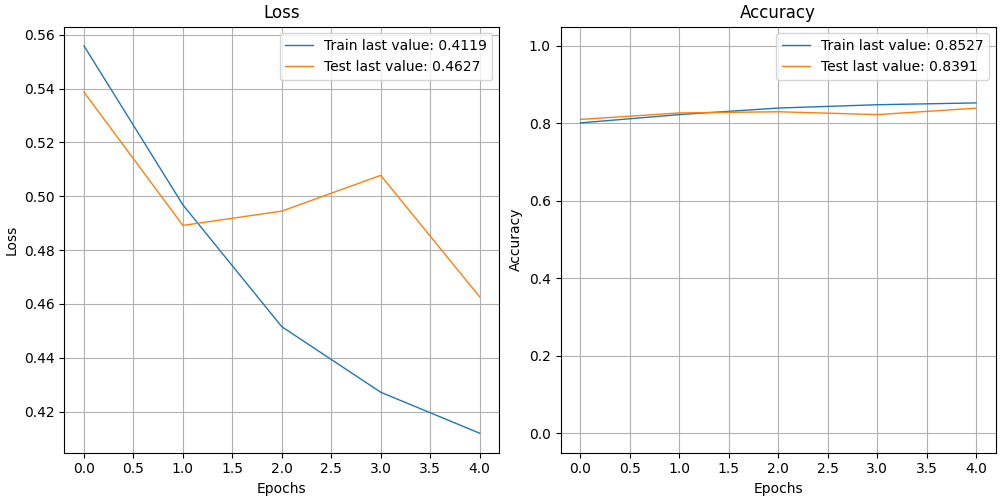 Loss
Train last value: 0.4119
Test last value: 0.4627
0.56
0.54
0.52
0.50
0.48
0.46
0.44
0.42
Loss
0.0 0.5 1.0 1.5 2.0 2.5 3.0 3.5 4.0
Epochs
Accuracy
Train last value: 0.8527
Test last value: 0.8391
1.0
0.8
0.6
0.4
0.2
0.0
Accuracy
0.0 0.5 1.0 1.5 2.0 2.5 3.0 3.5 4.0
Epochs